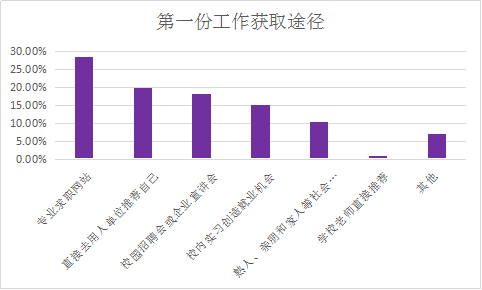 第一份工作获取途径
30.00%
25.00%
20.00%
15.00%
10.00%
5.00%
0.00%
专业求职网站
直接去用人单位推荐自己
校园招聘会或企业宣讲会
校内实习创造就业机会
熟人、亲朋和家人等社会…
学校老师直接推荐
其他